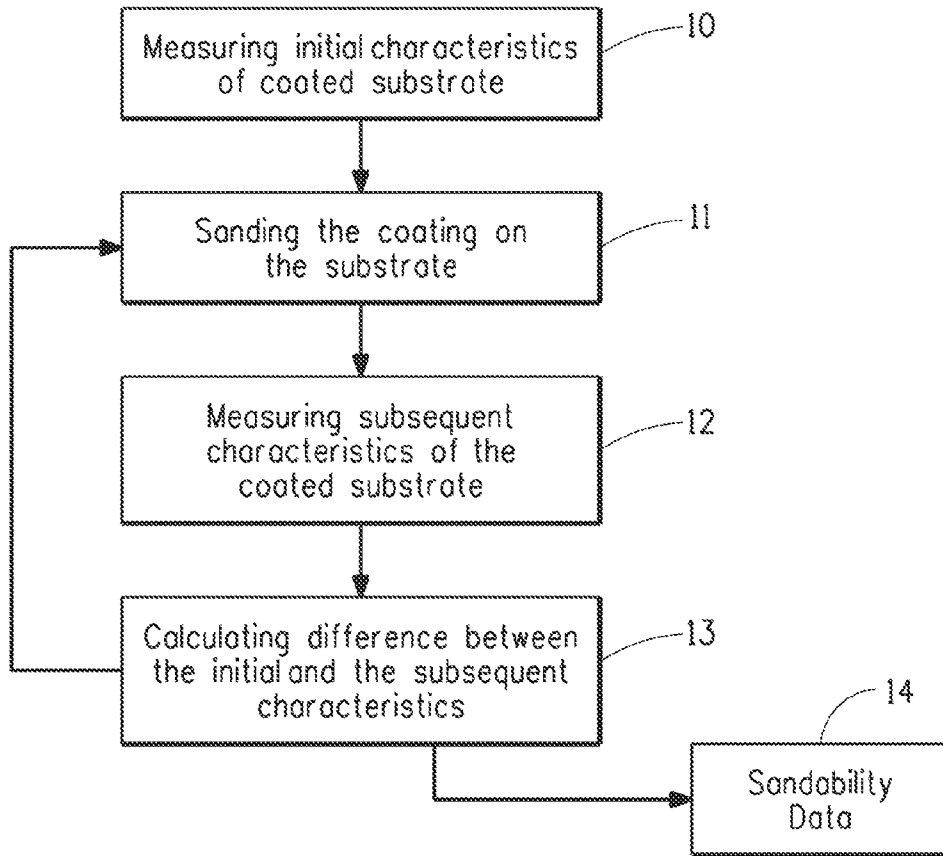 Measuring initial characteristics
of coated substrate
10
Sanding the coating on
the substrate
11
Measuring subsequent
characteristics of the
coated substrate
12
Calculating difference between
the initial and the subsequent
characteristics
13
14
Sandability
Data